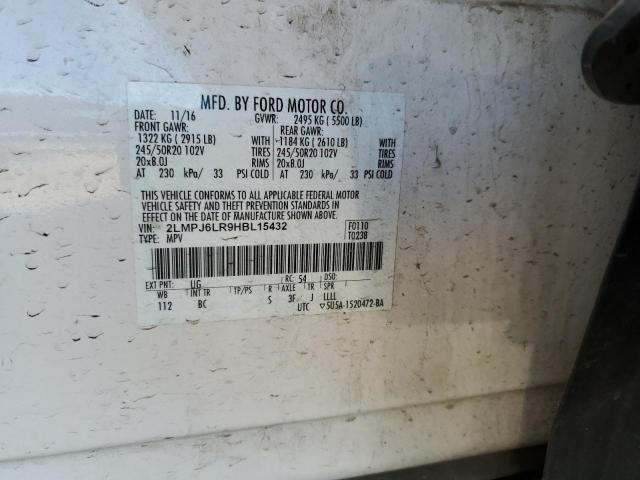 MFD. BY FORD MOTOR CO.
DATE: 11/16 GVWR: 2495 KG ( 5500 LB)
FRONT GAWR: REAR GAWR:
1322 KG ( 2915 LB) WITH 1184 KG ( 2610 LB) WITH
245/50R20 102V TIRES 245/50R20 102V TIRES
20x8.0J RIMS 20x8.0J RIMS
AT 230 kPa/ 33 PSI COLD AT 230 kPa/ 33 PSI COLD
THIS VEHICLE CONFORMS TO ALL APPLICABLE FEDERAL MOTOR
VEHICLE SAFETY AND THEFT PREVENTION STANDARDS IN
EFFECT ON THE DATE OF MANUFACTURE SHOWN ABOVE.
VIN: 2LMPJ6LR9HBL15432 F0110
TYPE: MPV T0238
EXT PNT: UG RC: 54 DSO:
WB INT TR TP/PS R AXLE TR SPR
112 BC S 3F J LLLL
UTC ▽5U5A-1520472-BA